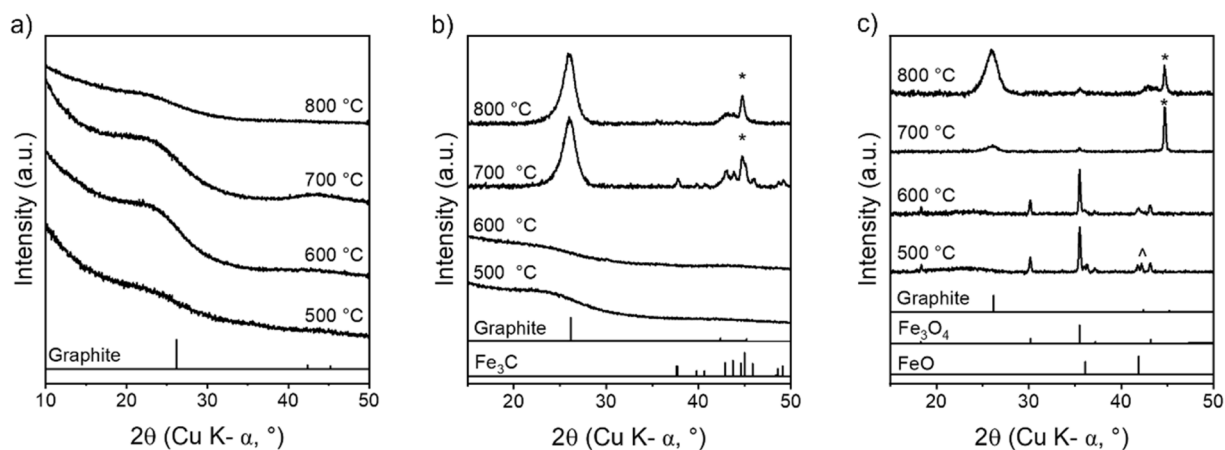 a)
800 °C
700 °C
600 °C
500 °C
Graphite
10 20 30 40 50
2θ (Cu K- α, °)
Intensity (a.u.)
b)
*
800 °C
*
700 °C
600 °C
500 °C
Graphite
Fe₃C
20 30 40 50
2θ (Cu K- α, °)
Intensity (a.u.)
c)
*
800 °C
*
700 °C
600 °C
500 °C
^
Graphite
Fe₃O₄
FeO
20 30 40 50
2θ (Cu K- α, °)
Intensity (a.u.)